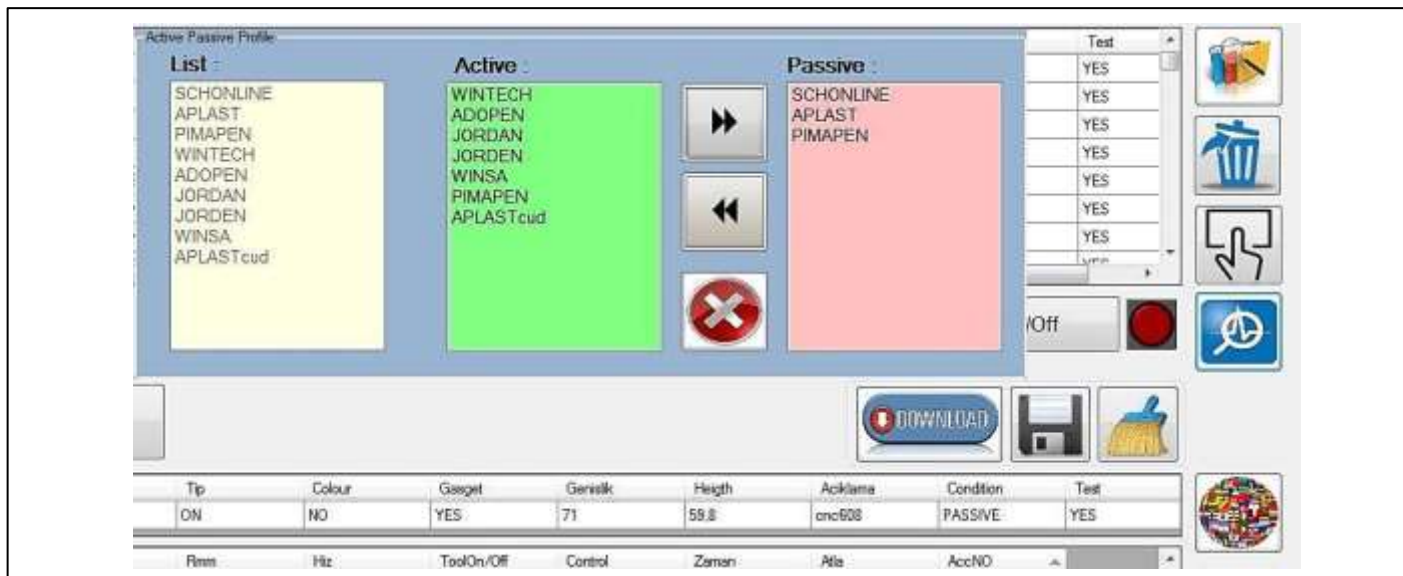 Active Passive Profile
List :
SCHONLINE
APLAST
PIMAPEN
WINTECH
ADOPEN
JORDAN
JORDEN
WINSA
APLASTcud
Active :
WINTECH
ADOPEN
JORDAN
JORDEN
WINSA
PIMAPEN
APLASTcud
Passive :
SCHONLINE
APLAST
PIMAPEN
Test
YES
YES
YES
YES
YES
YES
YES
/Off
DOWNLOAD
Tip Colour Gasget Genislik Heigth Aciklama Condition Test
ON NO YES 71 59.8 cnc608 PASSIVE YES
Rmm Hiz ToolOn/Off Control Zaman Atla AccNO